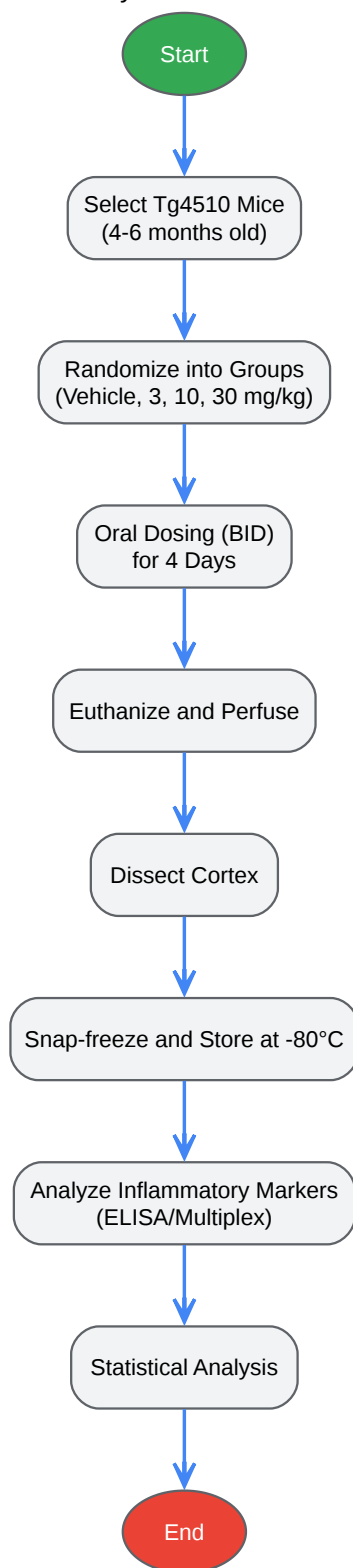 Start
Select Tg4510 Mice
(4-6 months old)
Randomize into Groups
(Vehicle, 3, 10, 30 mg/kg)
Oral Dosing (BID)
for 4 Days
Euthanize and Perfuse
Dissect Cortex
Snap-freeze and Store at -80°C
Analyze Inflammatory Markers
(ELISA/Multiplex)
Statistical Analysis
End